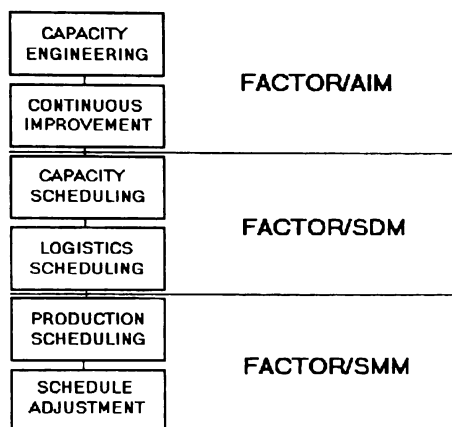 CAPACITY
ENGINEERING
FACTOR/AIM
CONTINUOUS
IMPROVEMENT
CAPACITY
SCHEDULING
FACTOR/SDM
LOGISTICS
SCHEDULING
PRODUCTION
SCHEDULING
FACTOR/SMM
SCHEDULE
ADJUSTMENT